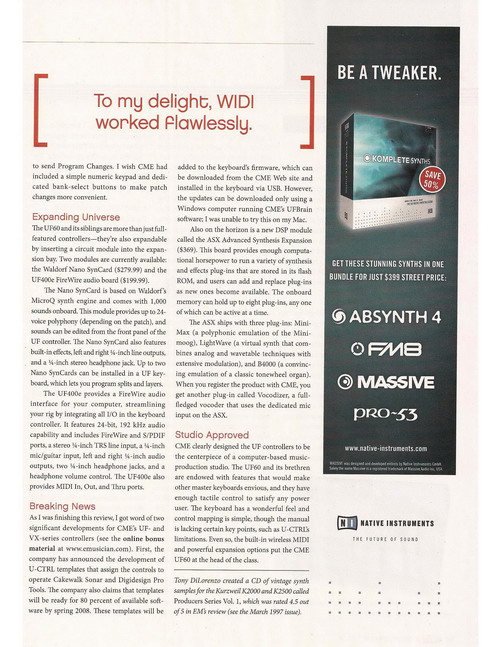 To my delight, WIDI
worked flawlessly.
to send Program Changes. I wish CME had
included a simple numeric keypad and dedi-
cated bank-select buttons to make patch
changes more convenient.
Expanding Universe
The UF60 and its siblings are more than just full-
featured controllers—they're also expandable
by inserting a circuit module into the expan-
sion bay. Two modules are currently available:
the Waldorf Nano SynCard ($279.99) and the
UF400e FireWire audio board ($199.99).
The Nano SynCard is based on Waldorf's
MicroQ synth engine and comes with 1,000
sounds onboard. This module provides up to 24-
voice polyphony (depending on the patch), and
sounds can be edited from the front panel of the
UF controller. The Nano SynCard also features
built-in effects, left and right ¼-inch line outputs,
and a ¼-inch stereo headphone jack. Up to two
Nano SynCards can be installed in a UF key-
board, which lets you program splits and layers.
The UF400e provides a FireWire audio
interface for your computer, streamlining
your rig by integrating all I/O in the keyboard
controller. It features 24-bit, 192 kHz audio
capability and includes FireWire and S/PDIF
ports, a stereo ¼-inch TRS line input, a ¼-inch
mic/guitar input, left and right ¼-inch audio
outputs, two ¼-inch headphone jacks, and a
headphone volume control. The UF400e also
provides MIDI In, Out, and Thru ports.
Breaking News
As I was finishing this review, I got word of two
significant developments for CME's UF- and
VX-series controllers (see the online bonus
material at www.emusician.com). First, the
company has announced the development of
U-CTRL templates that assign the controls to
operate Cakewalk Sonar and Digidesign Pro
Tools. The company also claims that templates
will be ready for 80 percent of available soft-
ware by spring 2008. These templates will be
added to the keyboard's firmware, which can
be downloaded from the CME Web site and
installed in the keyboard via USB. However,
the updates can be downloaded only using a
Windows computer running CME's UFBrain
software; I was unable to try this on my Mac.
Also on the horizon is a new DSP module
called the ASX Advanced Synthesis Expansion
($369). This board provides enough computa-
tional horsepower to run a variety of synthesis
and effects plug-ins that are stored in its flash
ROM, and users can add and replace plug-ins
as new ones become available. The onboard
memory can hold up to eight plug-ins, any one
of which can be active at a time.
The ASX ships with three plug-ins: Mini-
Max (a polyphonic emulation of the Mini-
moog), LightWave (a virtual synth that com-
bines analog and wavetable techniques with
extensive modulation), and B4000 (a convinc-
ing emulation of a classic tonewheel organ).
When you register the product with CME, you
get another plug-in called Vocodizer, a full-
fledged vocoder that uses the dedicated mic
input on the ASX.
Studio Approved
CME clearly designed the UF controllers to be
the centerpiece of a computer-based music-
production studio. The UF60 and its brethren
are endowed with features that would make
other master keyboards envious, and they have
enough tactile control to satisfy any power
user. The keyboard has a wonderful feel and
control mapping is simple, though the manual
is lacking certain key points, such as U-CTRL's
limitations. Even so, the built-in wireless MIDI
and powerful expansion options put the CME
UF60 at the head of the class.
Tony DiLorenzo created a CD of vintage synth
samples for the Kurzweil K2000 and K2500 called
Producers Series Vol. 1, which was rated 4.5 out
of 5 in EM's review (see the March 1997 issue).
BE A TWEAKER.
KOMPLETE SYNTHS
SAVE
50%
GET THESE STUNNING SYNTHS IN ONE
BUNDLE FOR JUST $399 STREET PRICE:
ABSYNTH 4
FM8
MASSIVE
PRO-53
www.native-instruments.com
MASSIVE was designed and developed entirely by Native Instruments GmbH.
NI NATIVE INSTRUMENTS
THE FUTURE OF SOUND